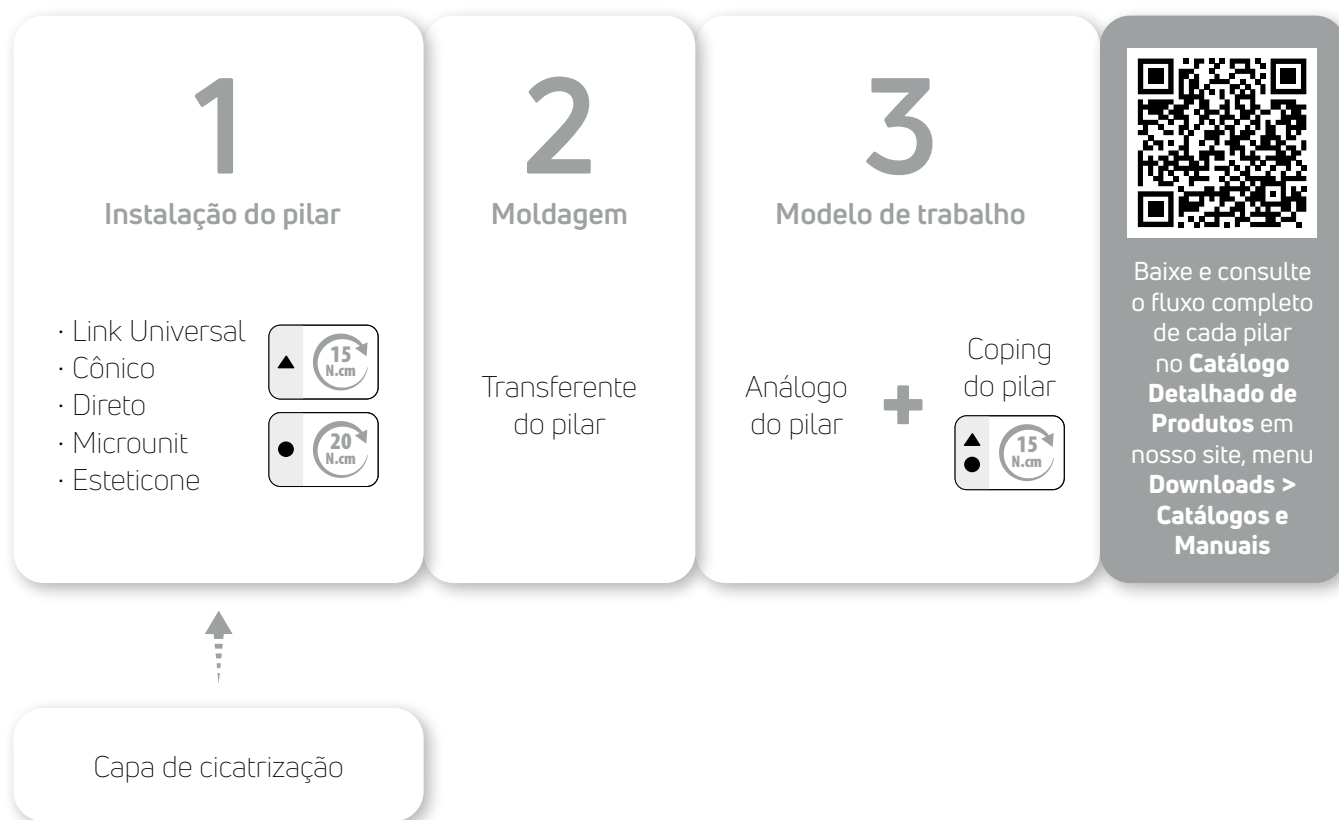 1
Instalação do pilar
· Link Universal
· Cônico
· Direto
· Microunit
· Esteticone
▲ 15
N.cm
● 20
N.cm
2
Moldagem
Transferente
do pilar
3
Modelo de trabalho
Análogo
do pilar
+
Coping
do pilar
▲ ● 15
N.cm
Baixe e consulte
o fluxo completo
de cada pilar
no Catálogo
Detalhado de
Produtos em
nosso site, menu
Downloads >
Catálogos e
Manuais
Capa de cicatrização